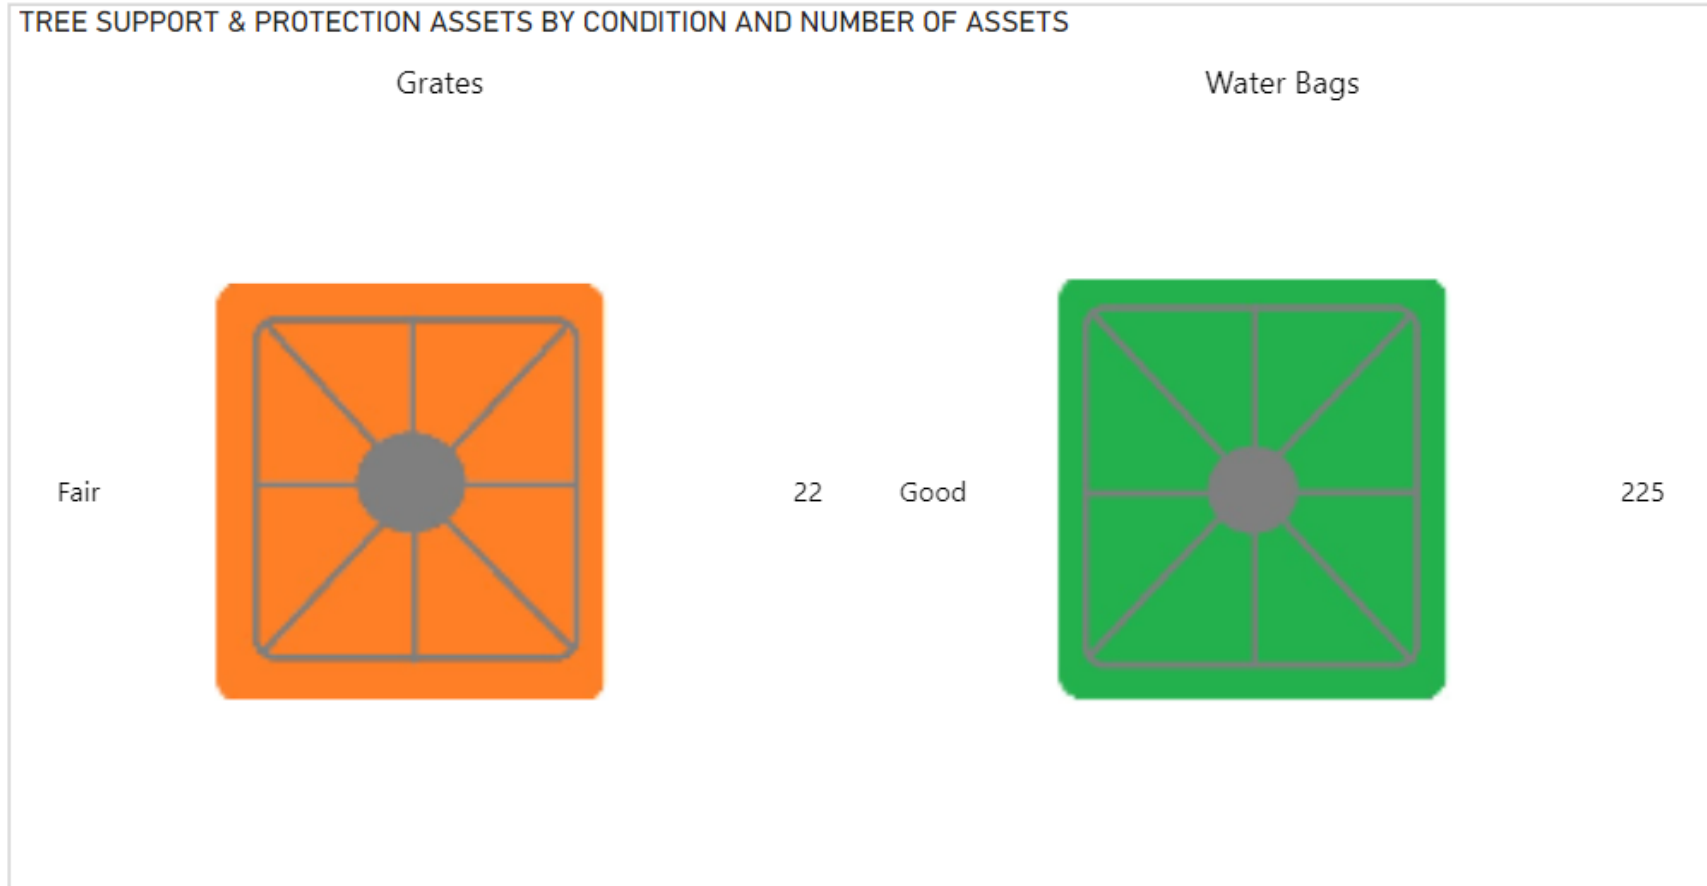 TREE SUPPORT & PROTECTION ASSETS BY CONDITION AND NUMBER OF ASSETS
Grates
Water Bags
Fair
22
Good
225